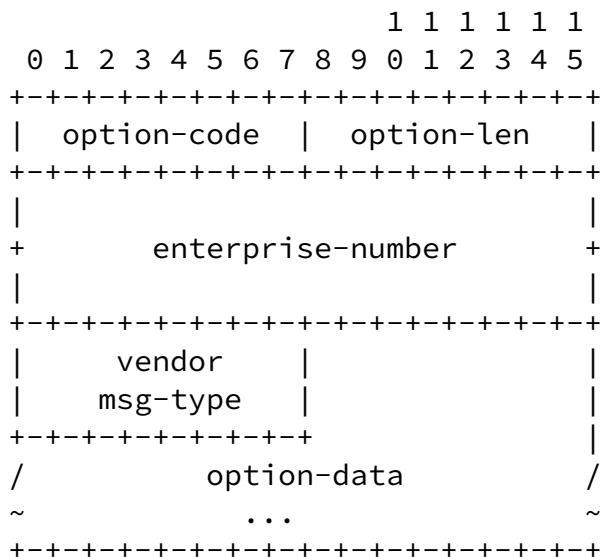 1 1 1 1 1 1
 0 1 2 3 4 5 6 7 8 9 0 1 2 3 4 5
+-+-+-+-+-+-+-+-+-+-+-+-+-+-+-+-+
|  option-code  |  option-len   |
+-+-+-+-+-+-+-+-+-+-+-+-+-+-+-+-+
|                               |
+       enterprise-number       +
|                               |
+-+-+-+-+-+-+-+-+-+-+-+-+-+-+-+-+
|     vendor    |               |
|    msg-type   |               |
+-+-+-+-+-+-+-+-+               |
/          option-data          /
~             ...               ~
+-+-+-+-+-+-+-+-+-+-+-+-+-+-+-+-+